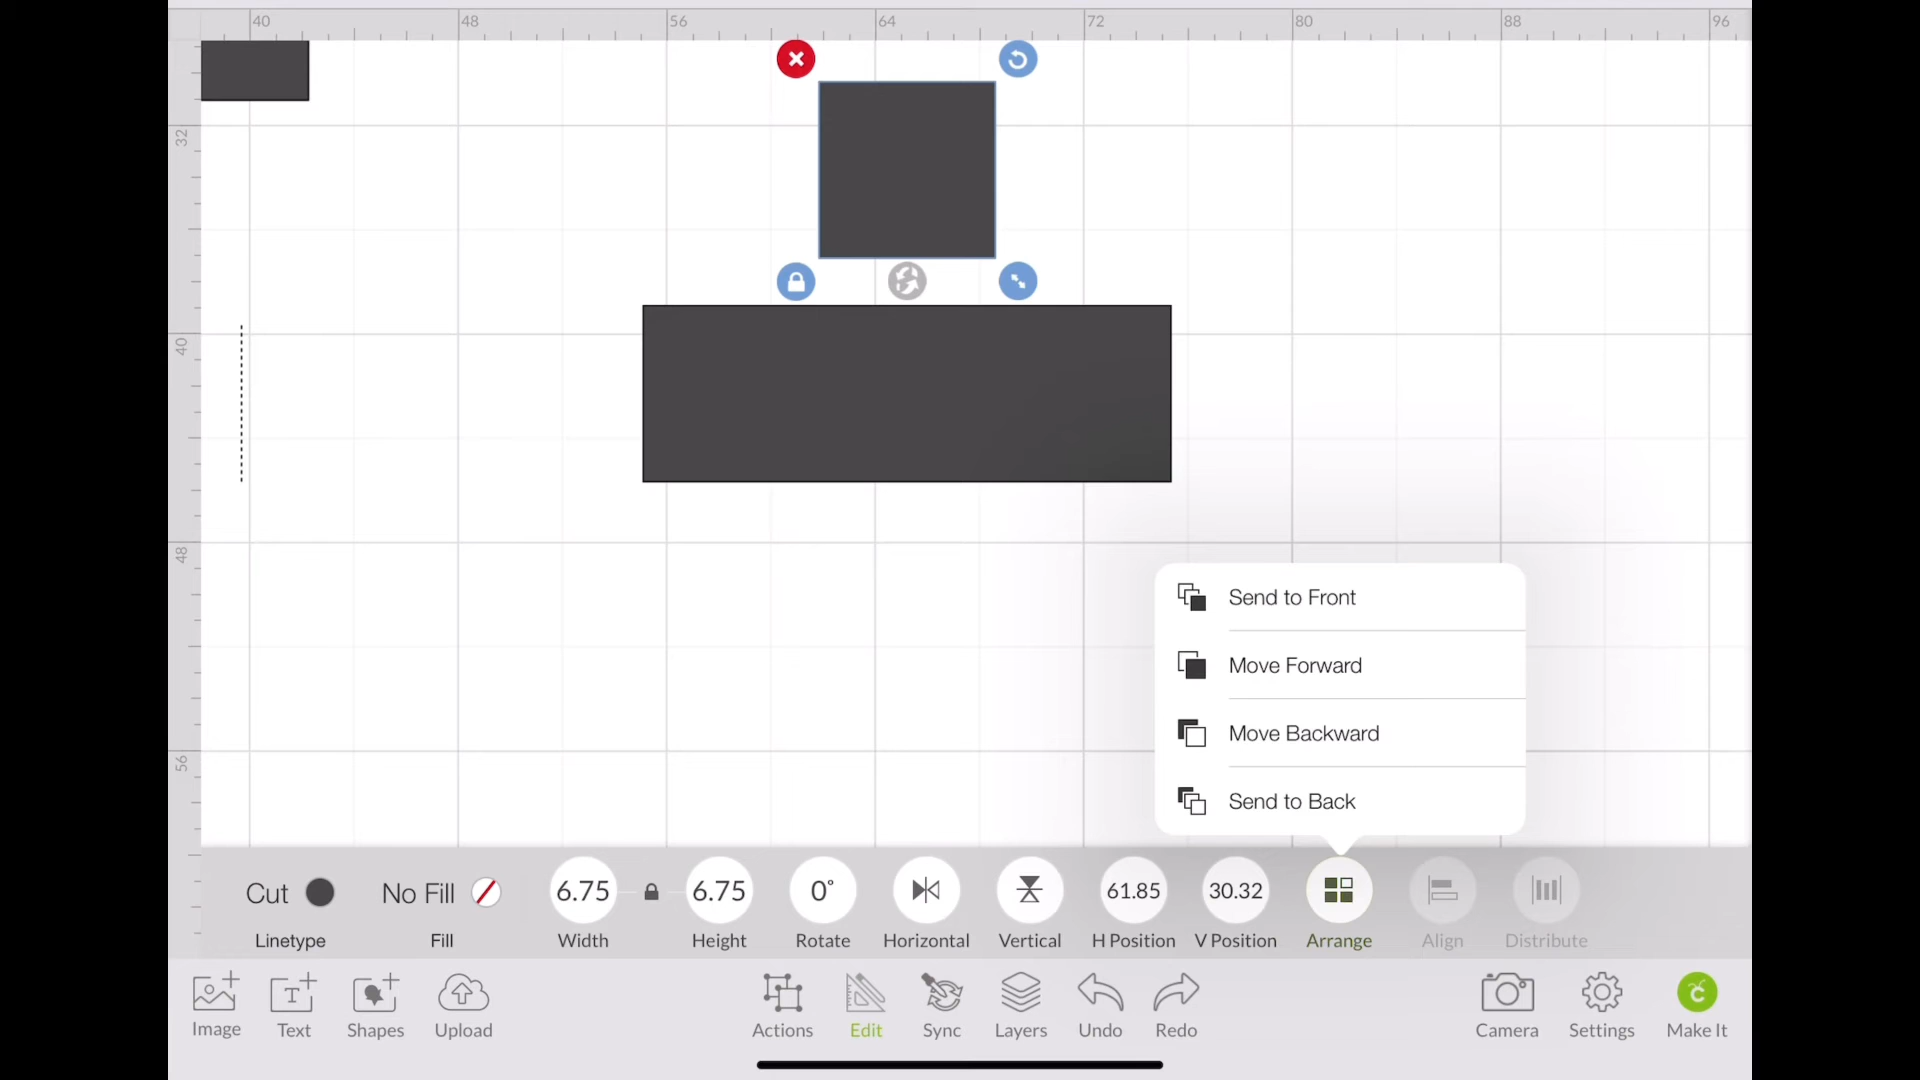 40 48 56 64 72 80 88 96
32
40
48
56
Send to Front
Move Forward
Move Backward
Send to Back
Cut No Fill 6.75 6.75 0° 61.85 30.32
Linetype Fill Width Height Rotate Horizontal Vertical H Position V Position Arrange Align Distribute
Image Text Shapes Upload Actions Edit Sync Layers Undo Redo Camera Settings Make It